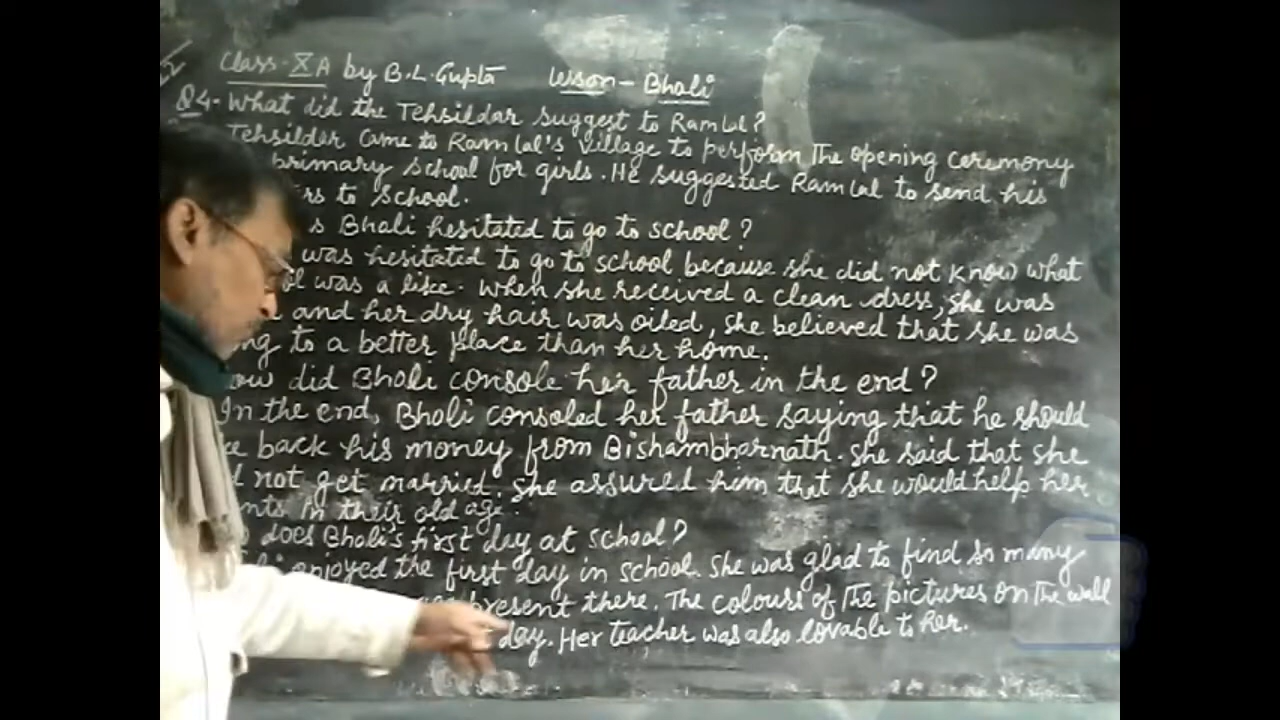 Class-XA by B.L.Gupta Lesson - Bholi
Q4- What did the Tehsildar suggest to Ramlal?
Tehsildar came to Ramlal's village to perform The opening ceremony
primary school for girls. He suggested Ramlal to send his
rs to School.
s Bholi hesitated to go to school?
was hesitated to go to school because she did not know what
ol was a like. When she received a clean dress, she was
and her dry hair was oiled, she believed that she was
ng to a better place than her home.
ow did Bholi console her father in the end?
In the end, Bholi consoled her father saying that he should
e back his money from Bishambharnath. She said that she
d not get married. She assured him that she would help her
nts in their old age.
does Bholi's first day at school?
enjoyed the first day in school. She was glad to find so many
present there. The colours of The pictures on The wall
day. Her teacher was also lovable to her.